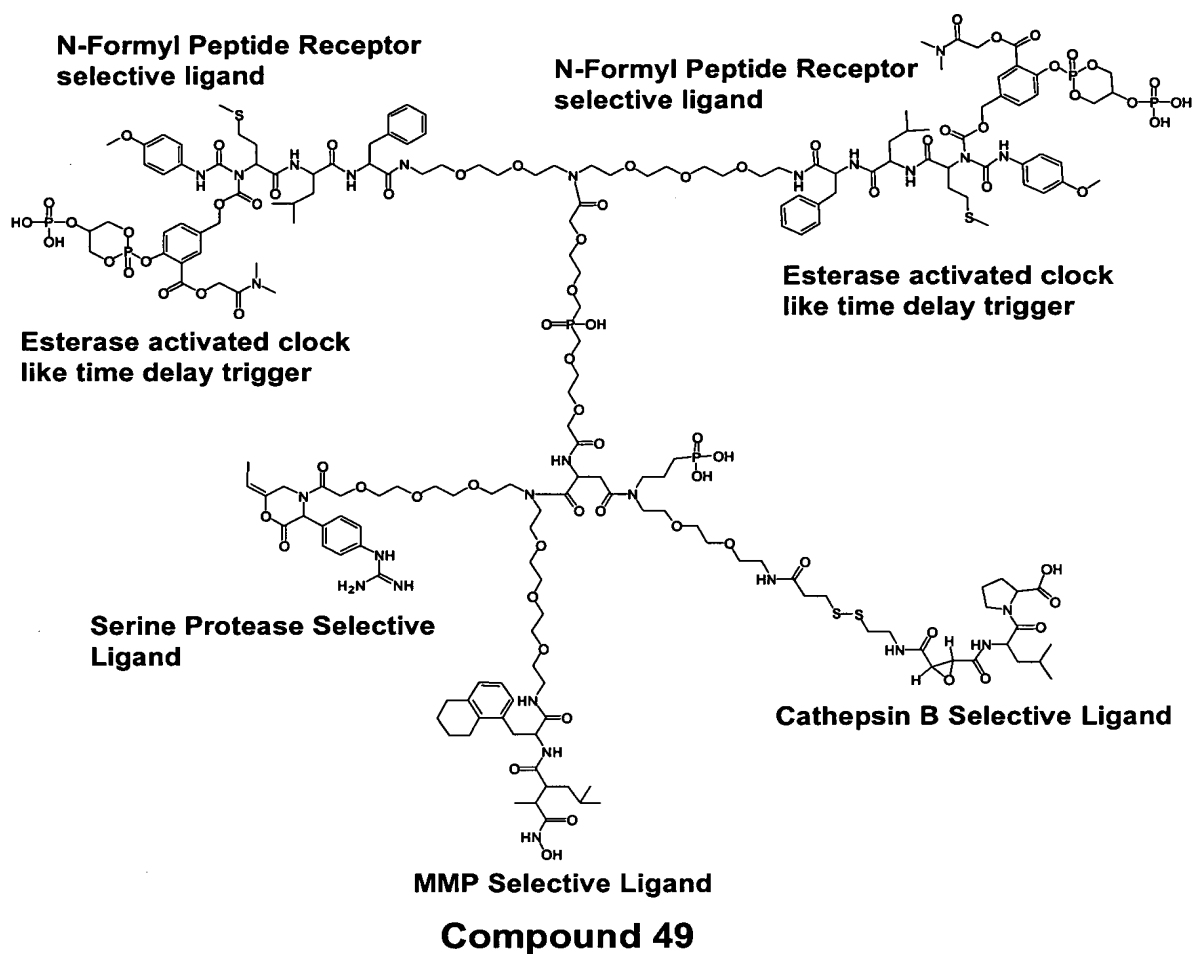 N-Formyl Peptide Receptor
selective ligand
N-Formyl Peptide Receptor
selective ligand
Esterase activated clock
like time delay trigger
Esterase activated clock
like time delay trigger
Serine Protease Selective
Ligand
Cathepsin B Selective Ligand
MMP Selective Ligand
Compound 49